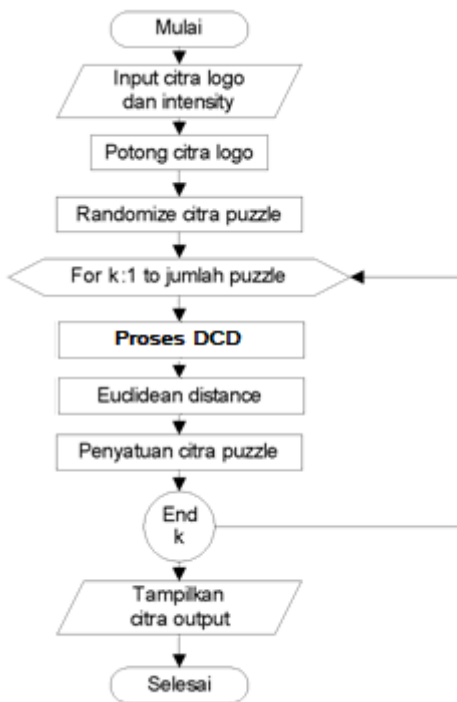 Mulai
Input citra logo
dan intensity
Potong citra logo
Randomize citra puzzle
For k:1 to jumlah puzzle
Proses DCD
Euclidean distance
Penyatuan citra puzzle
End
k
Tampilkan
citra output
Selesai